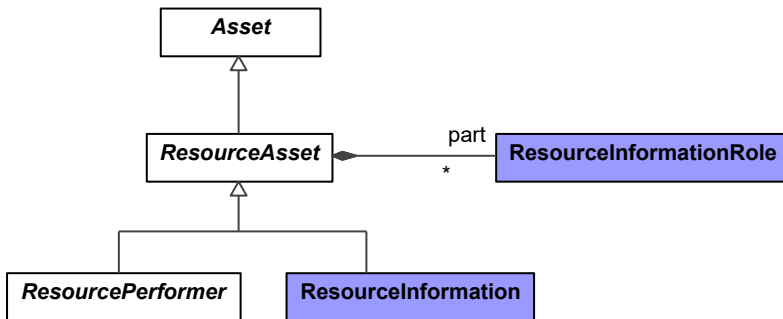 Asset
part
ResourceAsset
ResourceInformationRole
*
ResourcePerformer
ResourceInformation